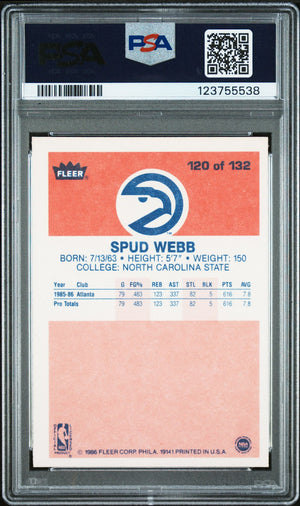 PSA
PSA
123755538
FLEER
120 of 132
SPUD WEBB
BORN: 7/13/63 • HEIGHT: 5'7" • WEIGHT: 150
COLLEGE: NORTH CAROLINA STATE
Year Club G FG% REB AST STL BLK PTS AVG
1985-86 Atlanta 79 .483 123 337 82 5 616 7.8
Pro Totals 79 .483 123 337 82 5 616 7.8
© 1986 FLEER CORP. PHILA. 19141 PRINTED IN U.S.A.